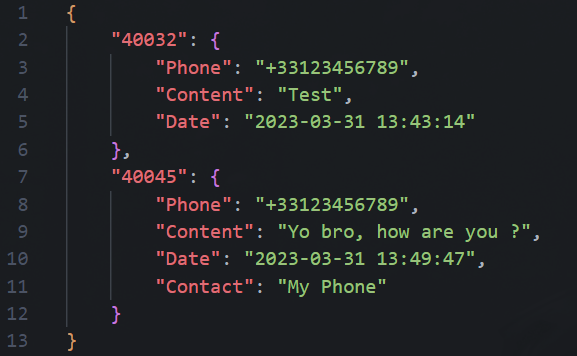 1 {
2     "40032": {
3         "Phone": "+33123456789",
4         "Content": "Test",
5         "Date": "2023-03-31 13:43:14"
6     },
7     "40045": {
8         "Phone": "+33123456789",
9         "Content": "Yo bro, how are you ?",
10         "Date": "2023-03-31 13:49:47",
11         "Contact": "My Phone"
12     }
13 }